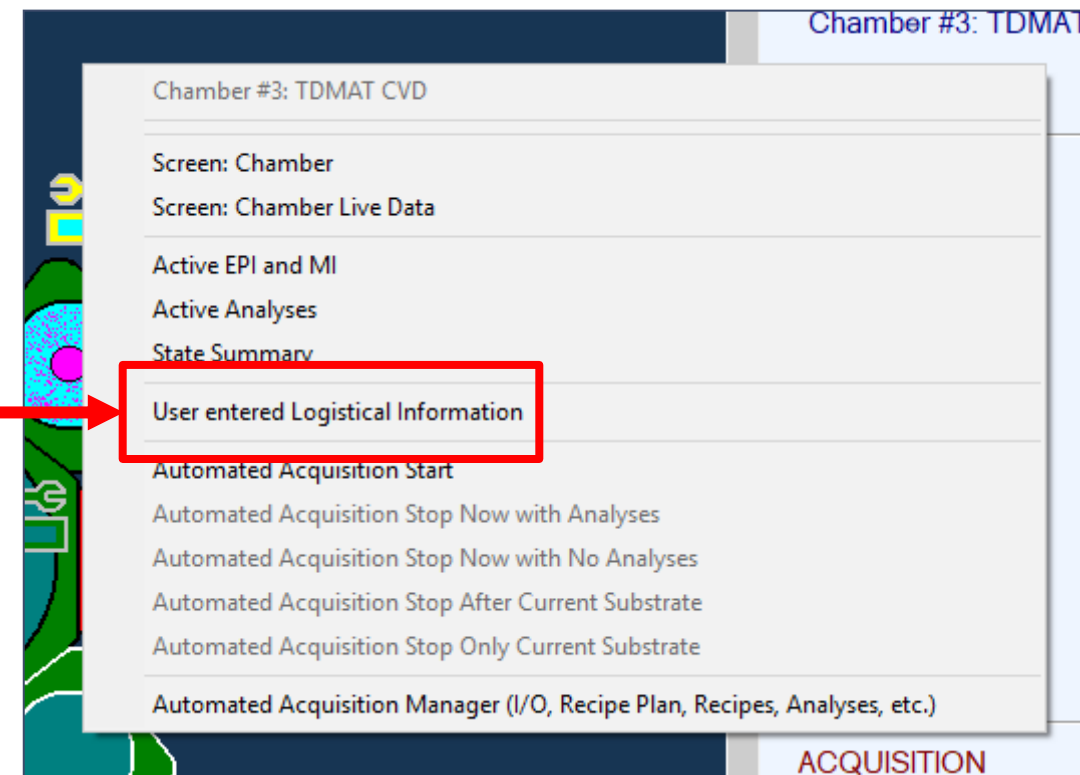 Chamber #3: TDMAT
Chamber #3: TDMAT CVD
Screen: Chamber
Screen: Chamber Live Data
Active EPI and MI
Active Analyses
State Summary
User entered Logistical Information
Automated Acquisition Start
Automated Acquisition Stop Now with Analyses
Automated Acquisition Stop Now with No Analyses
Automated Acquisition Stop After Current Substrate
Automated Acquisition Stop Only Current Substrate
Automated Acquisition Manager (I/O, Recipe Plan, Recipes, Analyses, etc.)
ACQUISITION